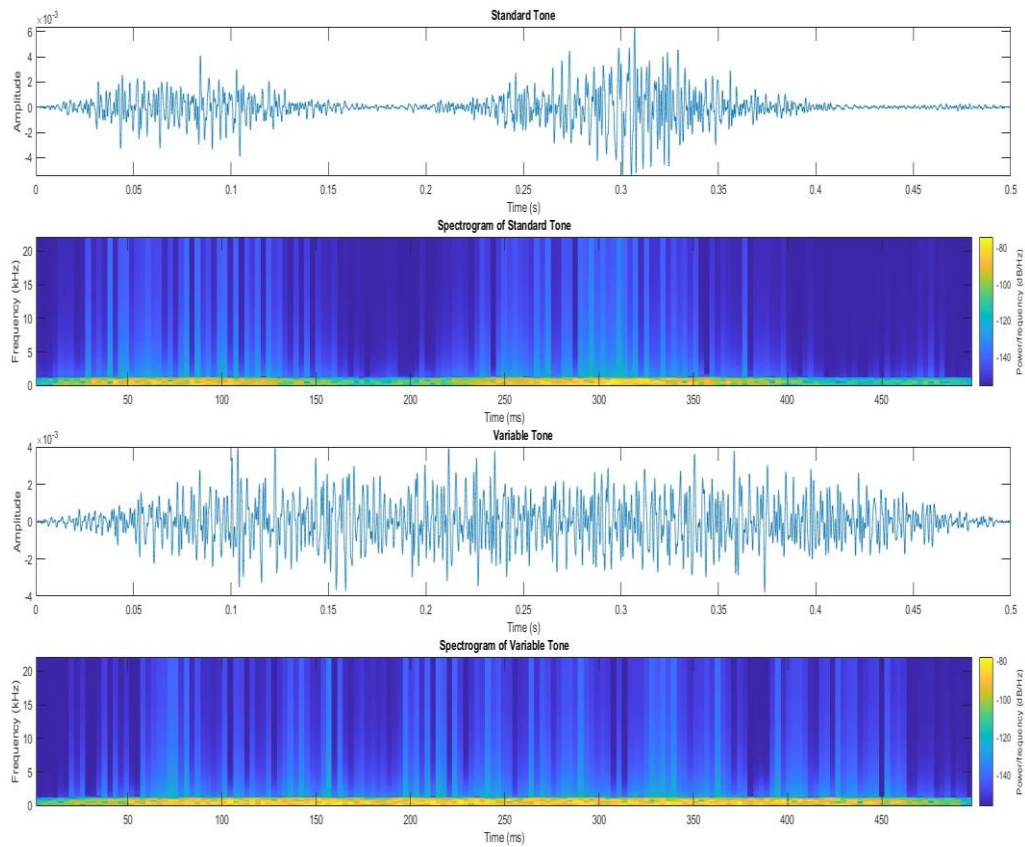 Standard Tone
×10-3
6
4
2
0
-2
-4
Amplitude
0 0.05 0.1 0.15 0.2 0.25 0.3 0.35 0.4 0.45 0.5
Time (s)
Spectrogram of Standard Tone
20
15
10
5
0
Frequency (kHz)
50 100 150 200 250 300 350 400 450
Time (ms)
-80
-100
-120
-140
Power/frequency (dB/Hz)
Variable Tone
×10-3
4
2
0
-2
-4
Amplitude
0 0.05 0.1 0.15 0.2 0.25 0.3 0.35 0.4 0.45 0.5
Time (s)
Spectrogram of Variable Tone
20
15
10
5
0
Frequency (kHz)
50 100 150 200 250 300 350 400 450
Time (ms)
-80
-100
-120
-140
Power/frequency (dB/Hz)